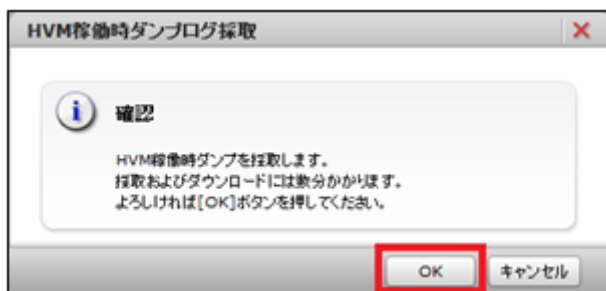 HVM稼働時ダンプログ採取
確認
HVM稼働時ダンプを採取します。
採取およびダウンロードには数分かかります。
よろしければ[OK]ボタンを押してください。
OK
キャンセル